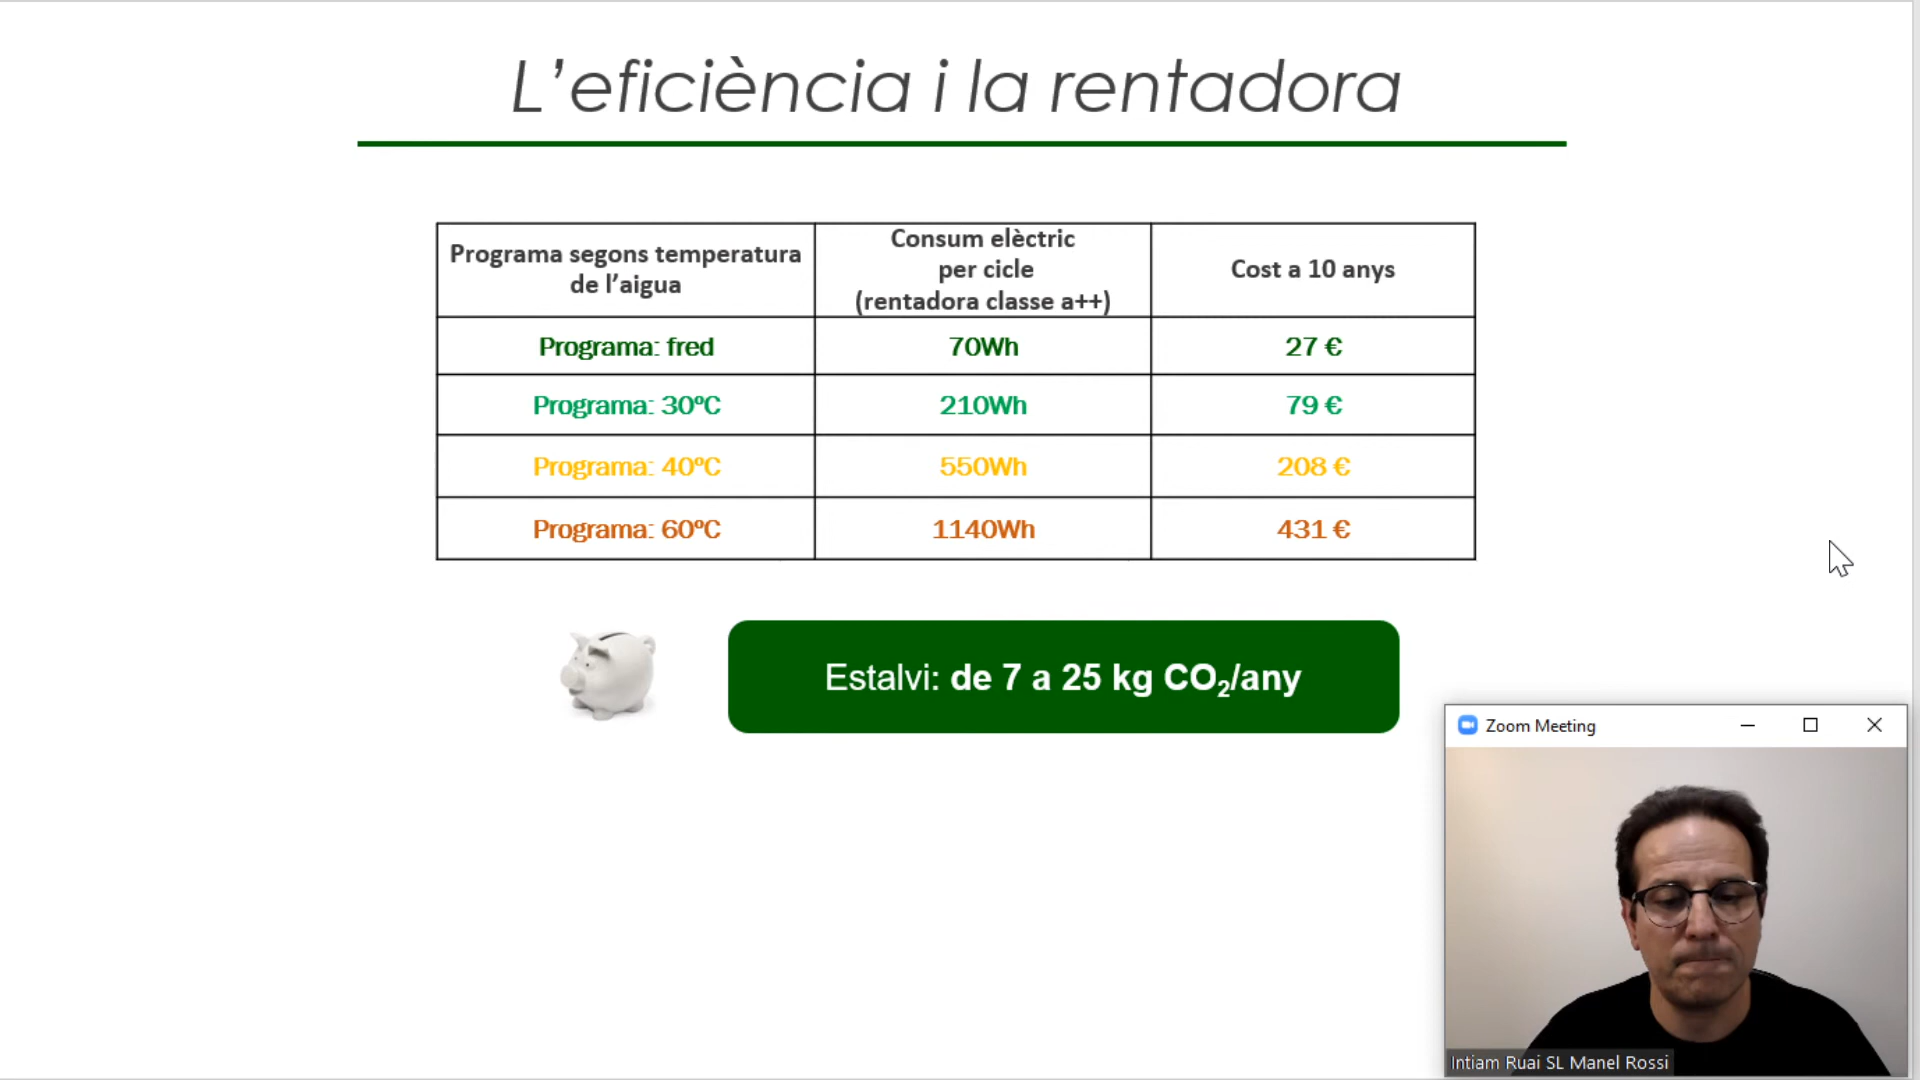 L’eficiència i la rentadora
Programa segons temperatura
de l’aigua
Consum elèctric
per cicle
(rentadora classe a++)
Cost a 10 anys
Programa: fred
70Wh
27 €
Programa: 30ºC
210Wh
79 €
Programa: 40ºC
550Wh
208 €
Programa: 60ºC
1140Wh
431 €
Estalvi: de 7 a 25 kg CO₂/any
Zoom Meeting
Intiam Ruai SL Manel Rossi